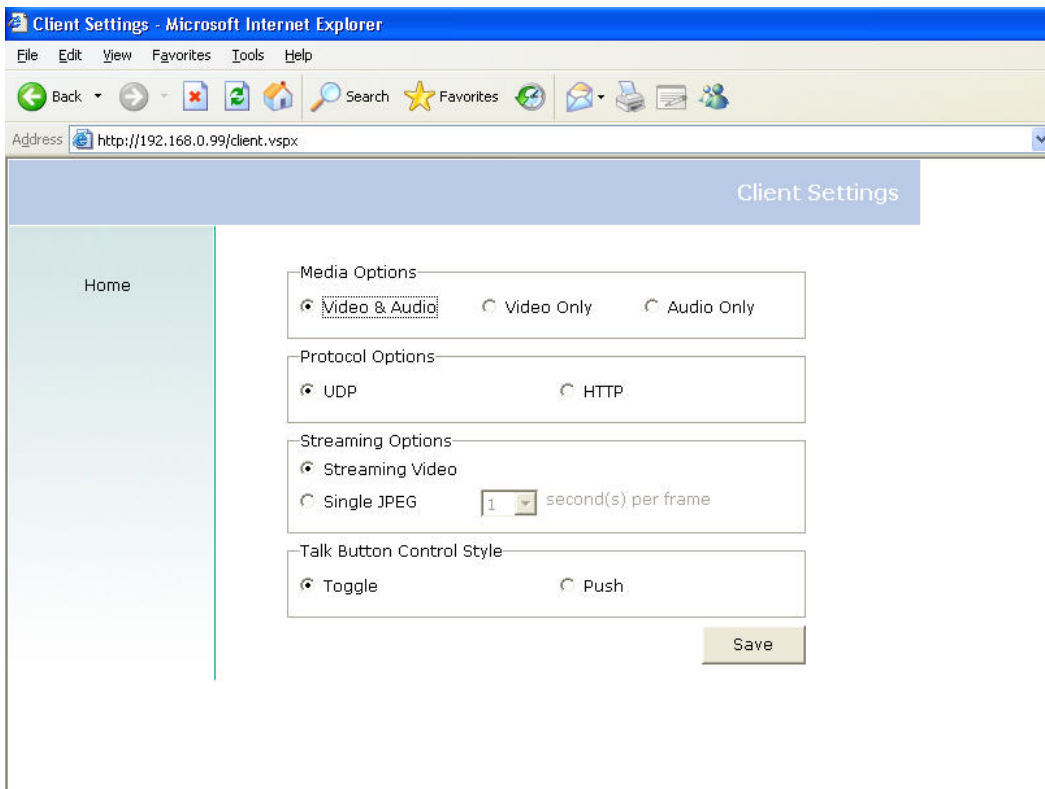 Client Settings - Microsoft Internet Explorer
File Edit View Favorites Tools Help
Back Search Favorites
Address http://192.168.0.99/client.vspx
Client Settings
Home
Media Options
Video & Audio Video Only Audio Only
Protocol Options
UDP HTTP
Streaming Options
Streaming Video
Single JPEG 1 second(s) per frame
Talk Button Control Style
Toggle Push
Save